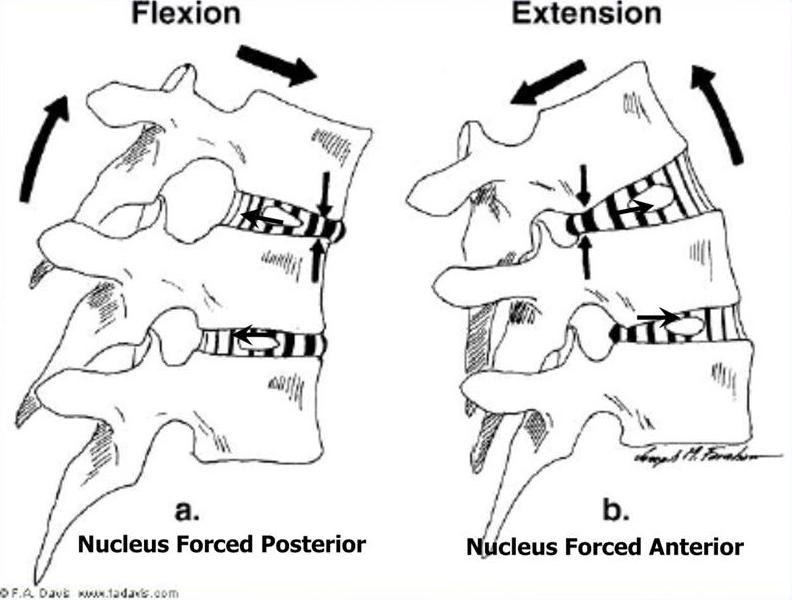 Flexion
Extension
a.
b.
Nucleus Forced Posterior
Nucleus Forced Anterior
© F.A. Davis www.fadavis.com